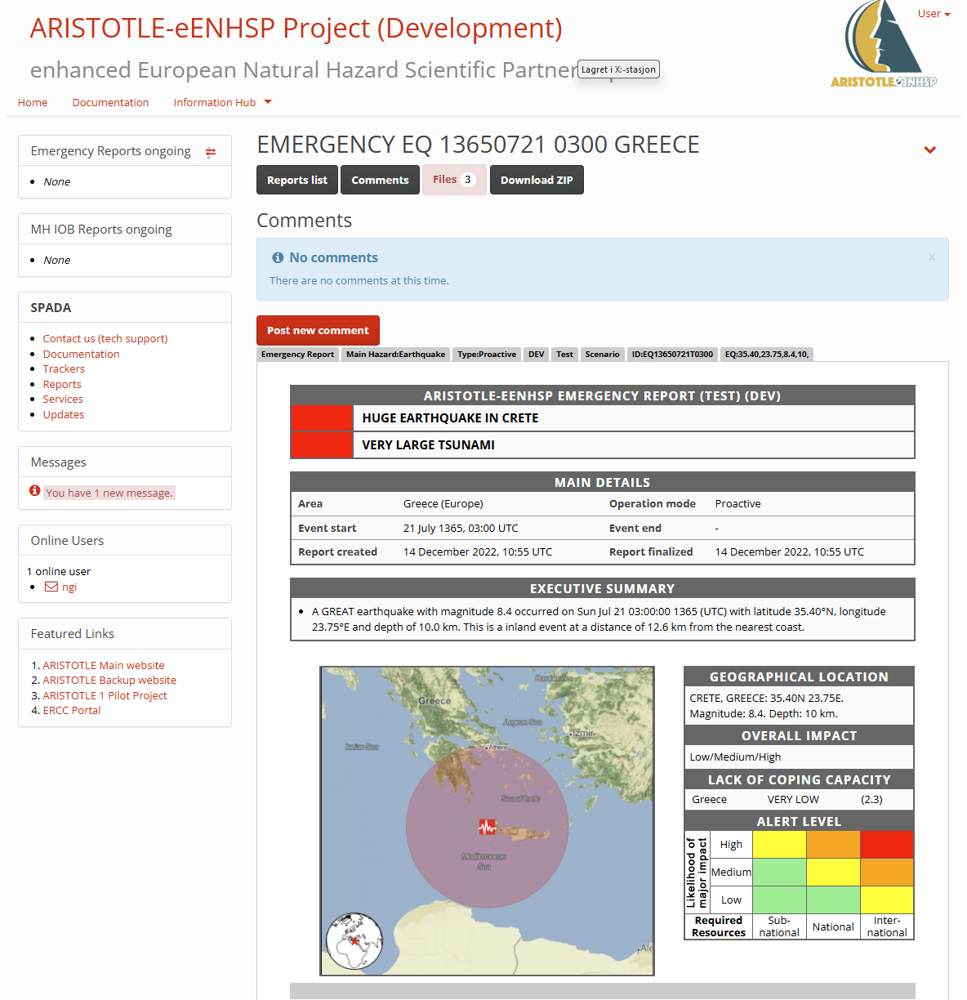 ARISTOTLE-eENHSP Project (Development)
User
enhanced European Natural Hazard Scientific Partner
Lagret i X:-stasjon
ARISTOTLE eENHSP
Home
Documentation
Information Hub
Emergency Reports ongoing
None
MH IOB Reports ongoing
None
SPADA
Contact us (tech support)
Documentation
Trackers
Reports
Services
Updates
Messages
You have 1 new message.
Online Users
1 online user
ngi
Featured Links
1. ARISTOTLE Main website
2. ARISTOTLE Backup website
3. ARISTOTLE 1 Pilot Project
4. ERCC Portal
EMERGENCY EQ 13650721 0300 GREECE
Reports list
Comments
Files 3
Download ZIP
Comments
No comments
×
There are no comments at this time.
Post new comment
Emergency Report
Main Hazard:Earthquake
Type:Proactive
DEV
Test
Scenario
ID:EQ13650721T0300
EQ:35.40,23.75,8.4,10,
ARISTOTLE-EENHSP EMERGENCY REPORT (TEST) (DEV)
HUGE EARTHQUAKE IN CRETE
VERY LARGE TSUNAMI
MAIN DETAILS
Area Greece (Europe) Operation mode Proactive
Event start 21 July 1365, 03:00 UTC Event end -
Report created 14 December 2022, 10:55 UTC Report finalized 14 December 2022, 10:55 UTC
EXECUTIVE SUMMARY
A GREAT earthquake with magnitude 8.4 occurred on Sun Jul 21 03:00:00 1365 (UTC) with latitude 35.40°N, longitude
23.75°E and depth of 10.0 km. This is a inland event at a distance of 12.6 km from the nearest coast.
Greece
Aegean Sea
İzmir
Ionian Sea
Athens
Sea of Crete
Mediterranean
Sea
GEOGRAPHICAL LOCATION
CRETE, GREECE: 35.40N 23.75E.
Magnitude: 8.4. Depth: 10 km.
OVERALL IMPACT
Low/Medium/High
LACK OF COPING CAPACITY
Greece VERY LOW (2.3)
ALERT LEVEL
Likelihood of
major impact
High
Medium
Low
Required
Resources
Sub-
national
National
Inter-
national